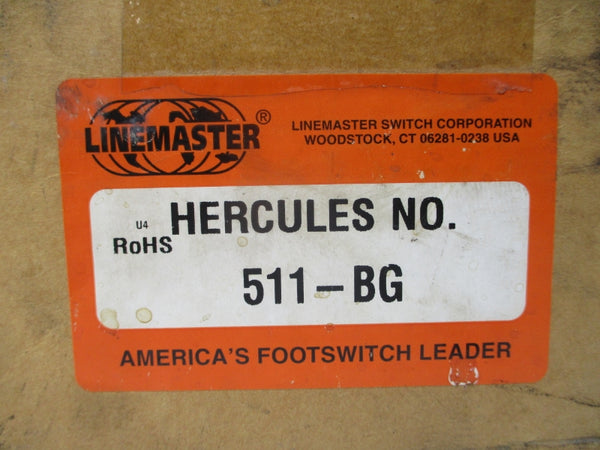 LINEMASTER®
LINEMASTER SWITCH CORPORATION
WOODSTOCK, CT 06281-0238 USA
U4
RoHS
HERCULES NO.
511-BG
AMERICA'S FOOTSWITCH LEADER